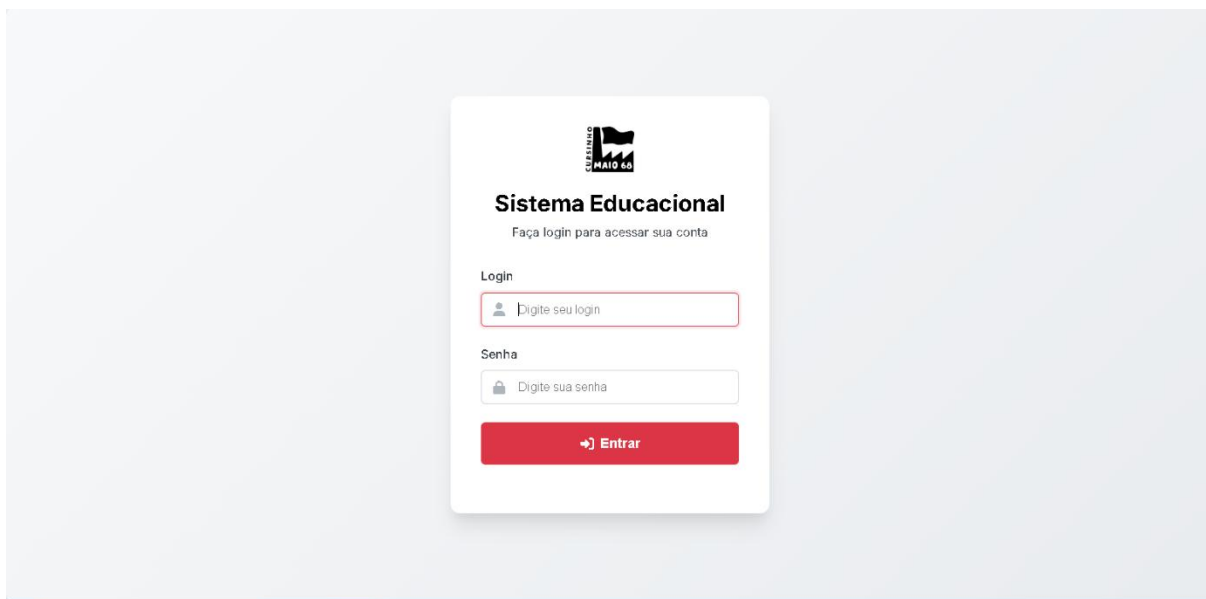 CURSINHO
MAIO 68
Sistema Educacional
Faça login para acessar sua conta
Login
Digite seu login
Senha
Digite sua senha
Entrar